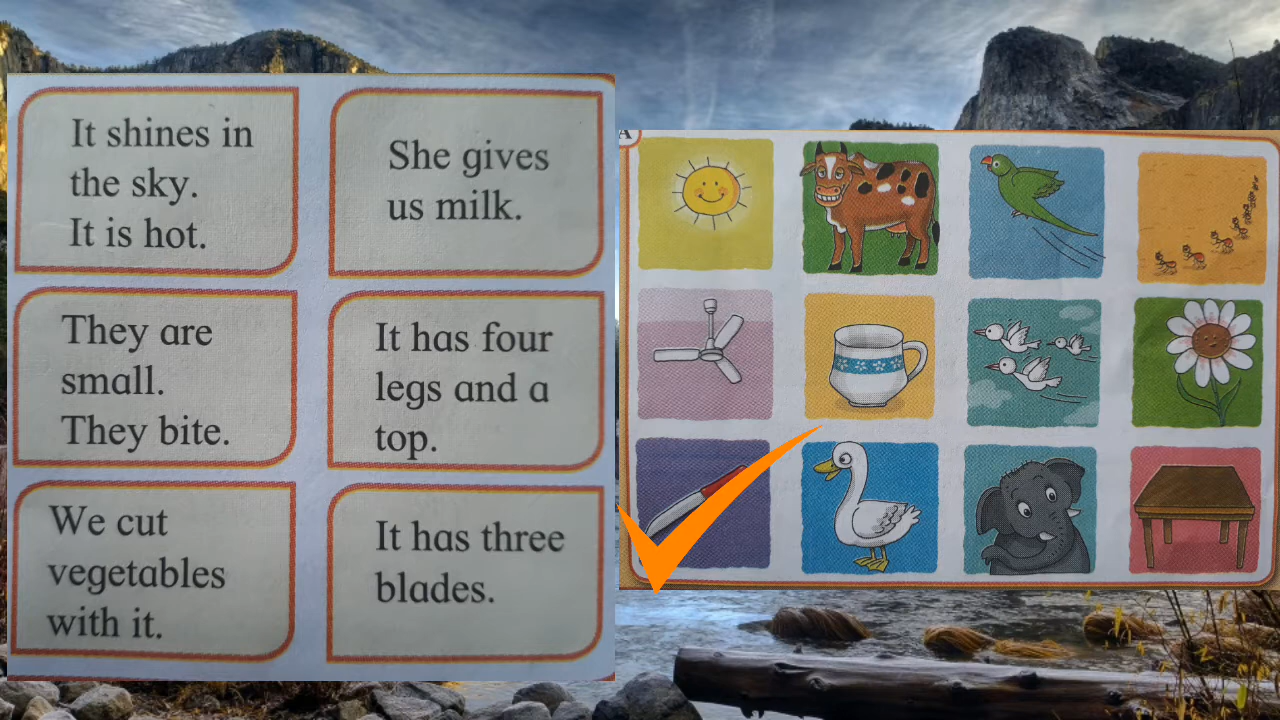 It shines in
the sky.
It is hot.
She gives
us milk.
They are
small.
They bite.
It has four
legs and a
top.
We cut
vegetables
with it.
It has three
blades.
A